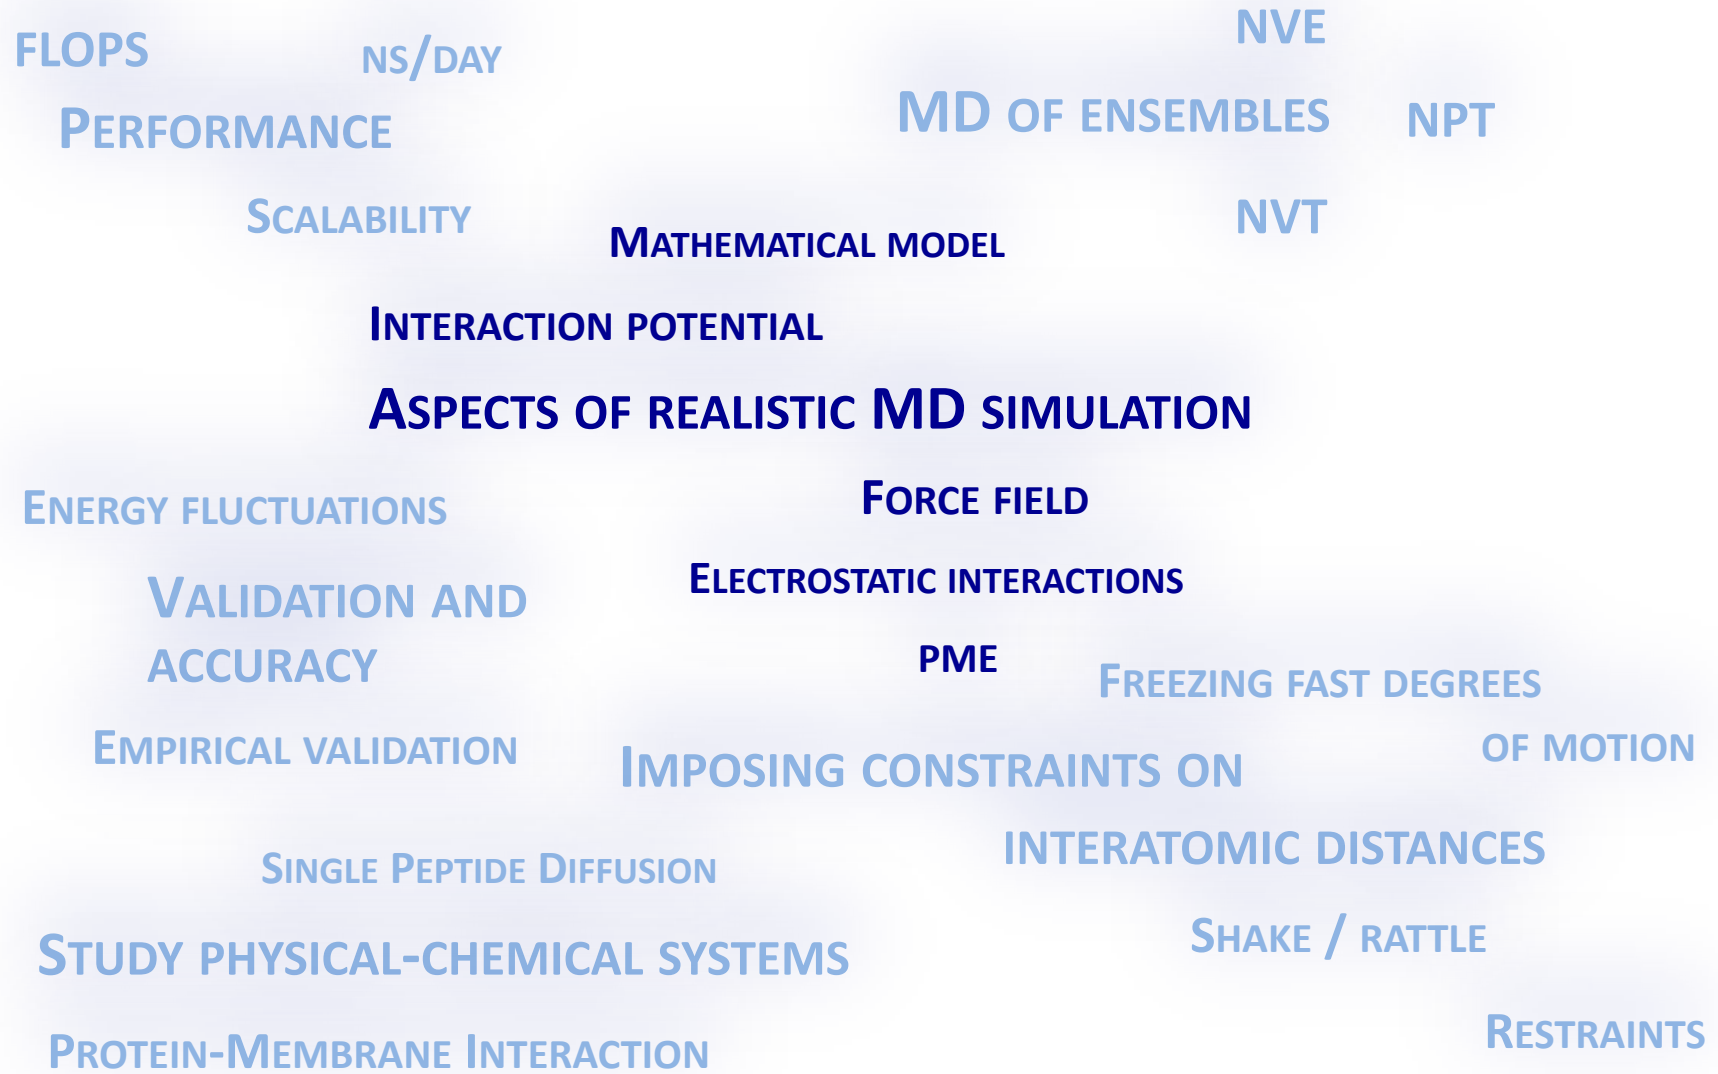 FLOPS
NS/DAY
PERFORMANCE
SCALABILITY
NVE
MD OF ENSEMBLES
NPT
NVT
MATHEMATICAL MODEL
INTERACTION POTENTIAL
ASPECTS OF REALISTIC MD SIMULATION
FORCE FIELD
ELECTROSTATIC INTERACTIONS
PME
ENERGY FLUCTUATIONS
VALIDATION AND
ACCURACY
EMPIRICAL VALIDATION
FREEZING FAST DEGREES
OF MOTION
IMPOSING CONSTRAINTS ON
INTERATOMIC DISTANCES
SHAKE / RATTLE
RESTRAINTS
SINGLE PEPTIDE DIFFUSION
STUDY PHYSICAL-CHEMICAL SYSTEMS
PROTEIN-MEMBRANE INTERACTION